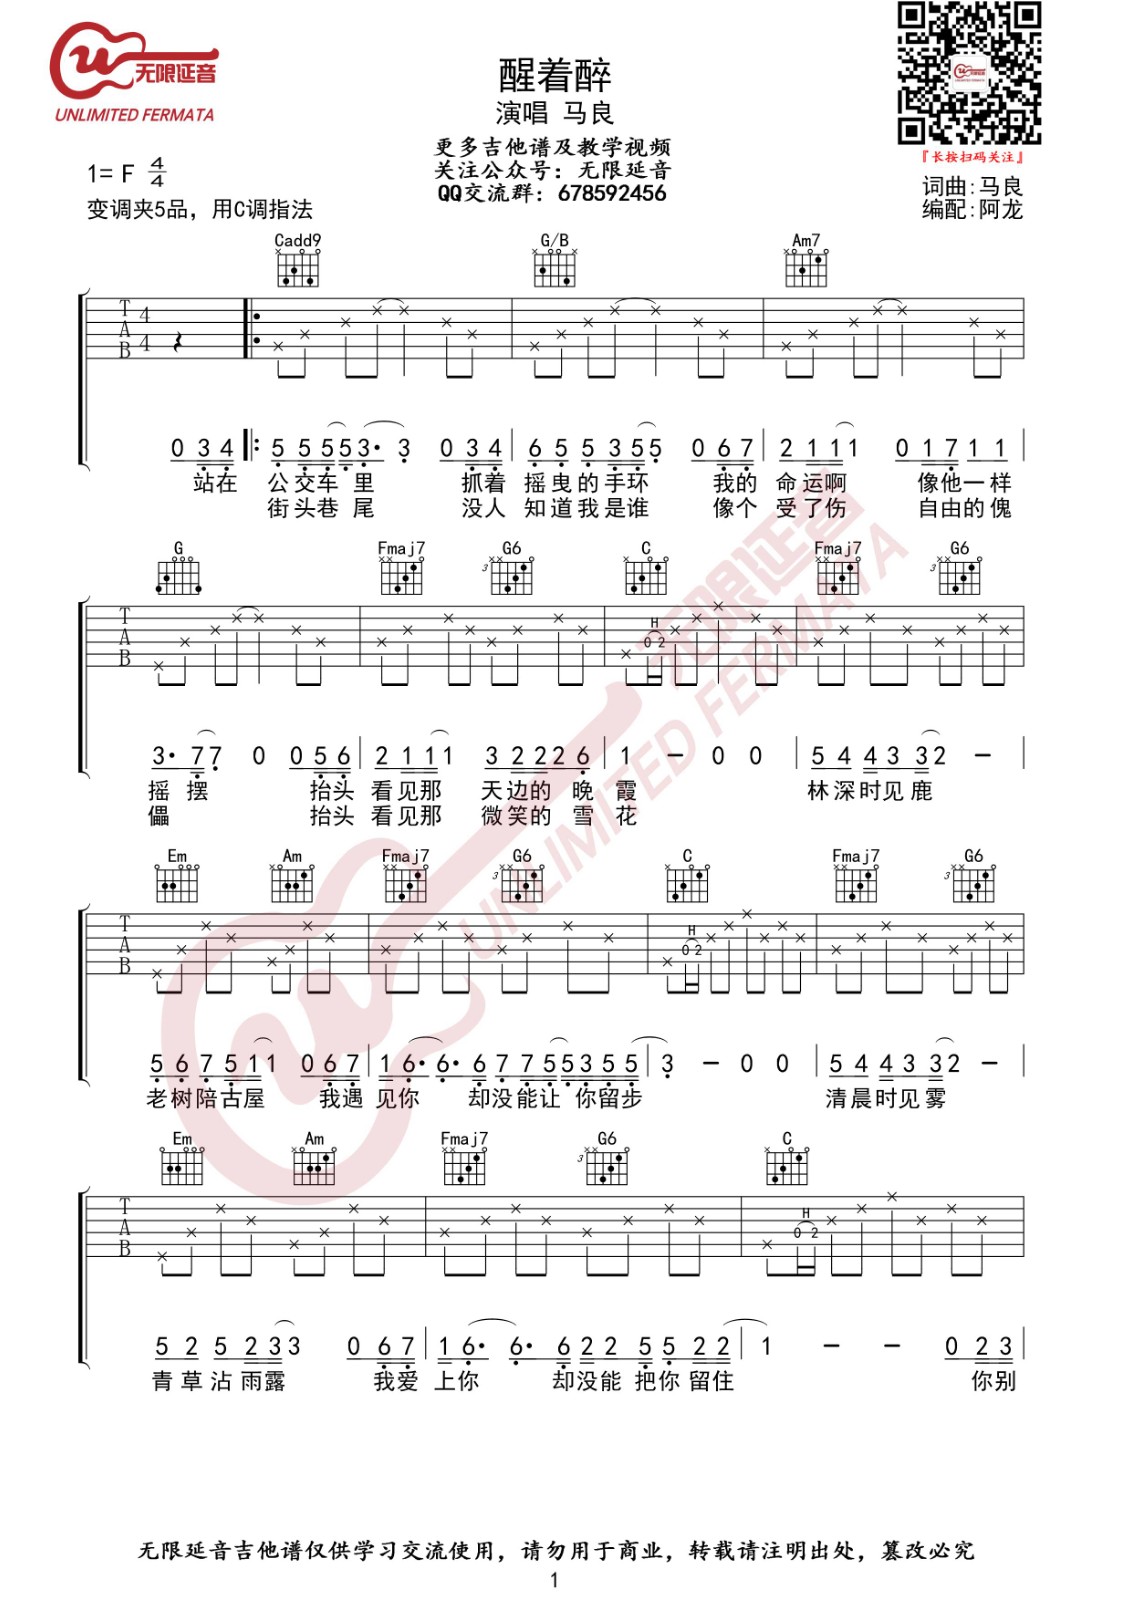 无限延音
UNLIMITED FERMATA
醒着醉
演唱 马良
更多吉他谱及教学视频
关注公众号：无限延音
QQ交流群：678592456
『长按扫码关注』
1= F 4/4
变调夹5品，用C调指法
词曲:马良
编配:阿龙
Cadd9 G/B Am7
T A B 4 4
0 3 4 5 5 5 5 3· 3 0 3 4 6 5 5 3 5 5 0 6 7 2 1 1 1 0 1 7 1 1
站在 公交车里 抓着 摇曳的手环 我的 命运啊 像他一样
街头巷尾 没人 知道我是谁 像个 受了伤 自由的傀
G Fmaj7 3 G6 C Fmaj7 3 G6
T A B H 0 2
3· 7 7 0 0 5 6 2 1 1 1 1 3 2 2 2 2 6 1 − 0 0 5 4 4 3 3 2 −
摇摆 抬头 看见那 天边的晚霞 林深时见鹿
儡 抬头 看见那 微笑的雪花
Em Am Fmaj7 3 G6 C Fmaj7 3 G6
T A B H 0 2
5 6 7 5 1 1 0 6 7 1 6· 6· 6 7 7 5 5 3 5 5 3 − 0 0 5 4 4 3 3 2 −
老树陪古屋 我遇 见你 却没能让 你留步 清晨时见雾
Em Am Fmaj7 3 G6 C
T A B H 0 2
5 2 5 2 3 3 0 6 7 1 6· 6· 6 2 2 5 5 2 2 1 − − 0 2 3
青草沾雨露 我爱 上你 却没能 把你留住 你别
无限延音吉他谱仅供学习交流使用，请勿用于商业，转载请注明出处，篡改必究
1